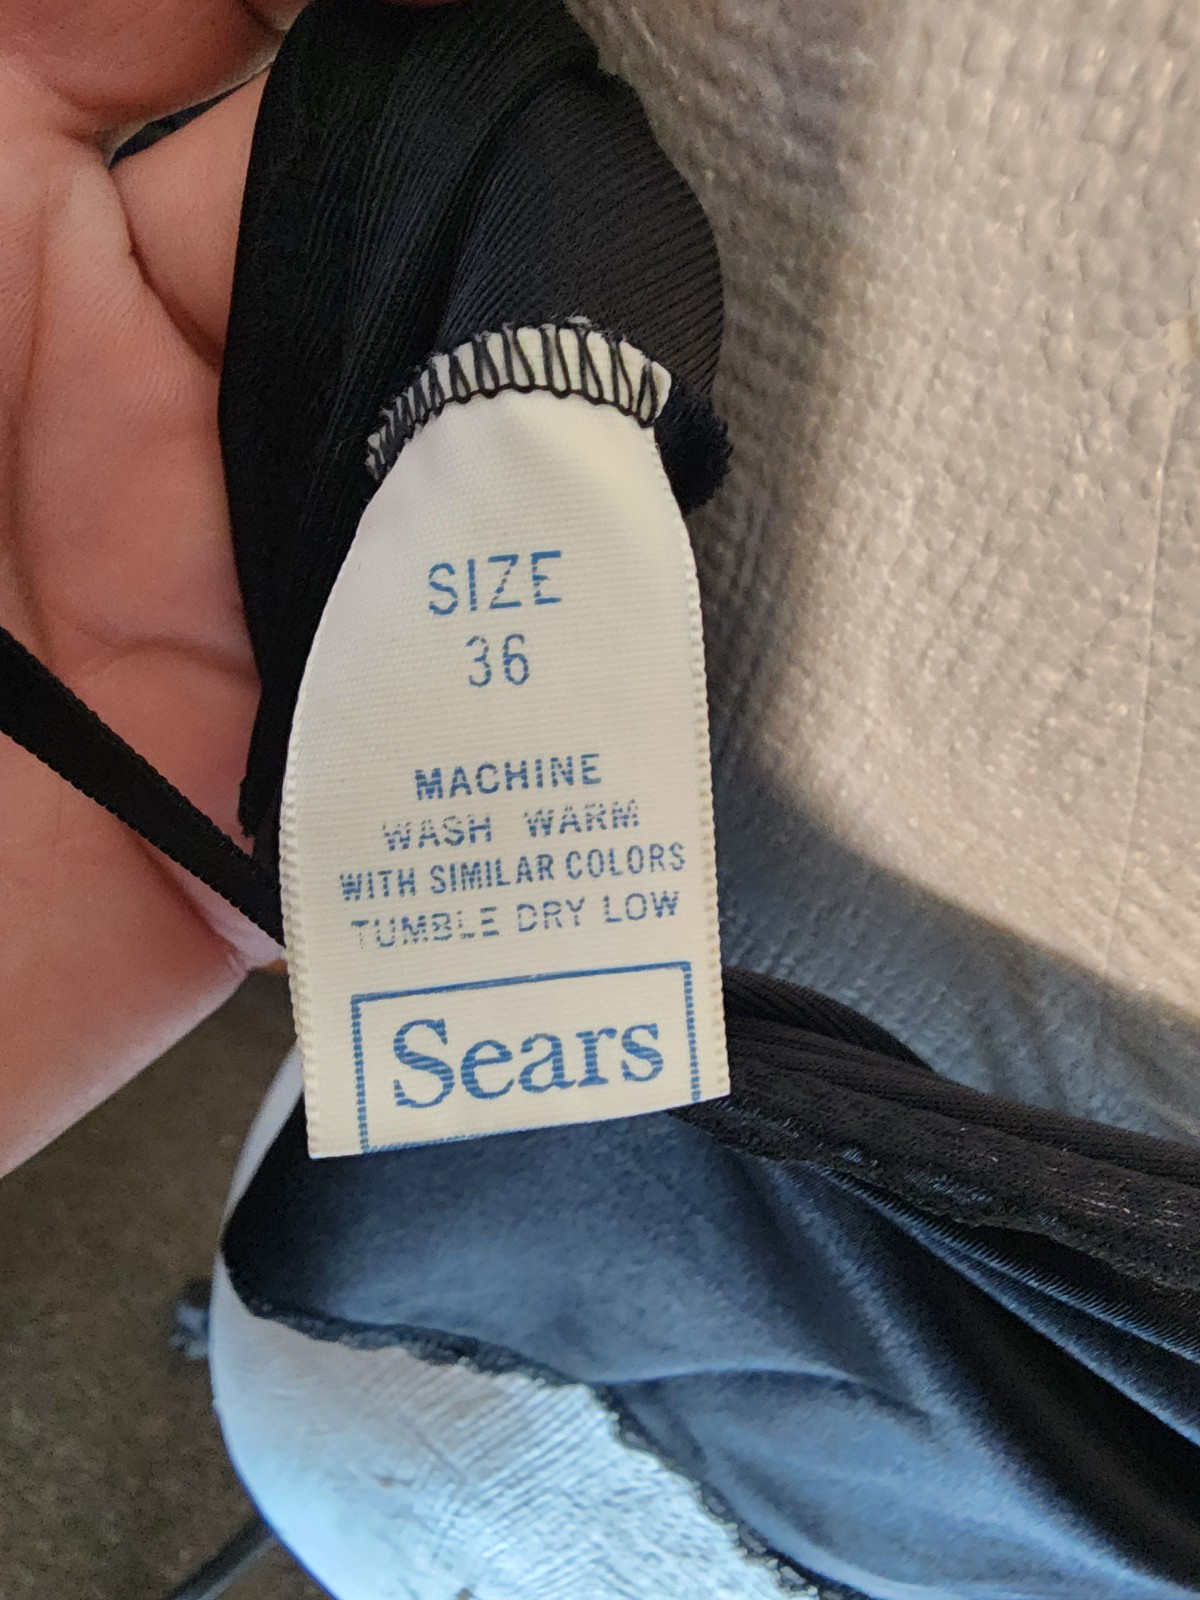 SIZE
36
MACHINE
WASH WARM
WITH SIMILAR COLORS
TUMBLE DRY LOW
Sears